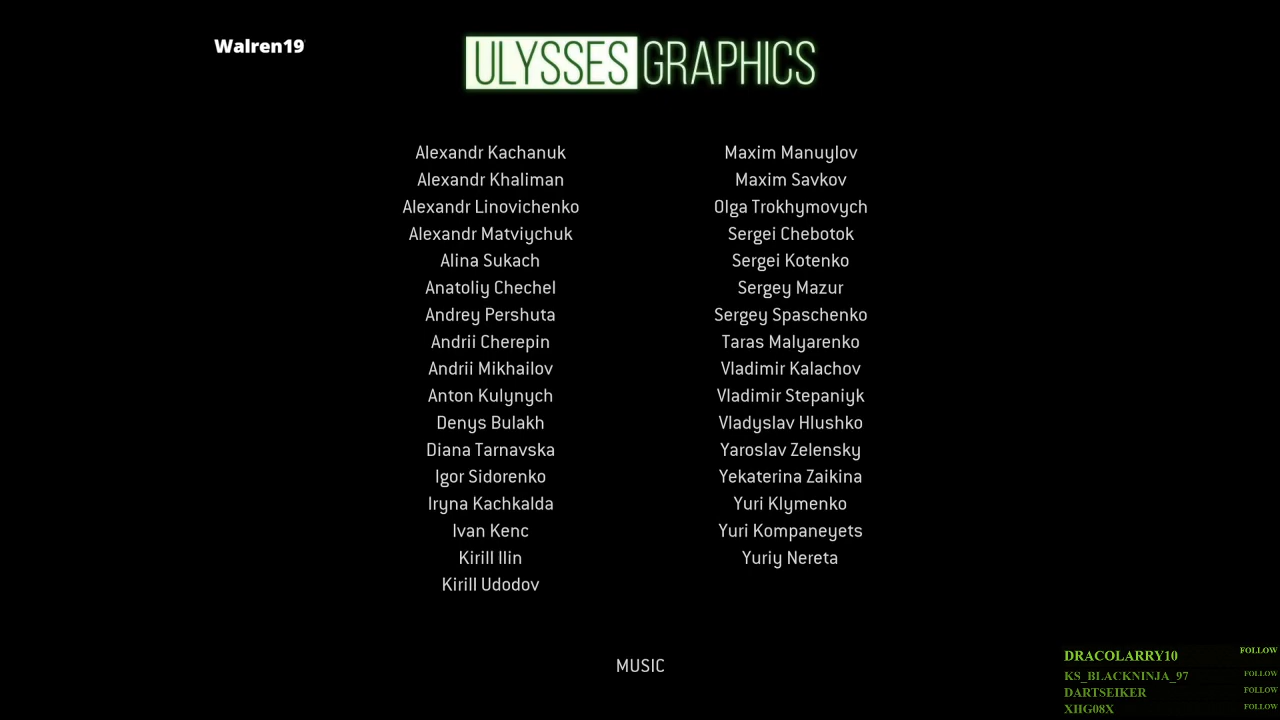 Walren19
ULYSSES GRAPHICS
Alexandr Kachanuk
Alexandr Khaliman
Alexandr Linovichenko
Alexandr Matviychuk
Alina Sukach
Anatoliy Chechel
Andrey Pershuta
Andrii Cherepin
Andrii Mikhailov
Anton Kulynych
Denys Bulakh
Diana Tarnavska
Igor Sidorenko
Iryna Kachkalda
Ivan Kenc
Kirill Ilin
Kirill Udodov
Maxim Manuylov
Maxim Savkov
Olga Trokhymovych
Sergei Chebotok
Sergei Kotenko
Sergey Mazur
Sergey Spaschenko
Taras Malyarenko
Vladimir Kalachov
Vladimir Stepaniyk
Vladyslav Hlushko
Yaroslav Zelensky
Yekaterina Zaikina
Yuri Klymenko
Yuri Kompaneyets
Yuriy Nereta
MUSIC
DRACOLARRY10 FOLLOW
KS_BLACKNINJA_97 FOLLOW
DARTSEIKER FOLLOW
XIIG08X FOLLOW